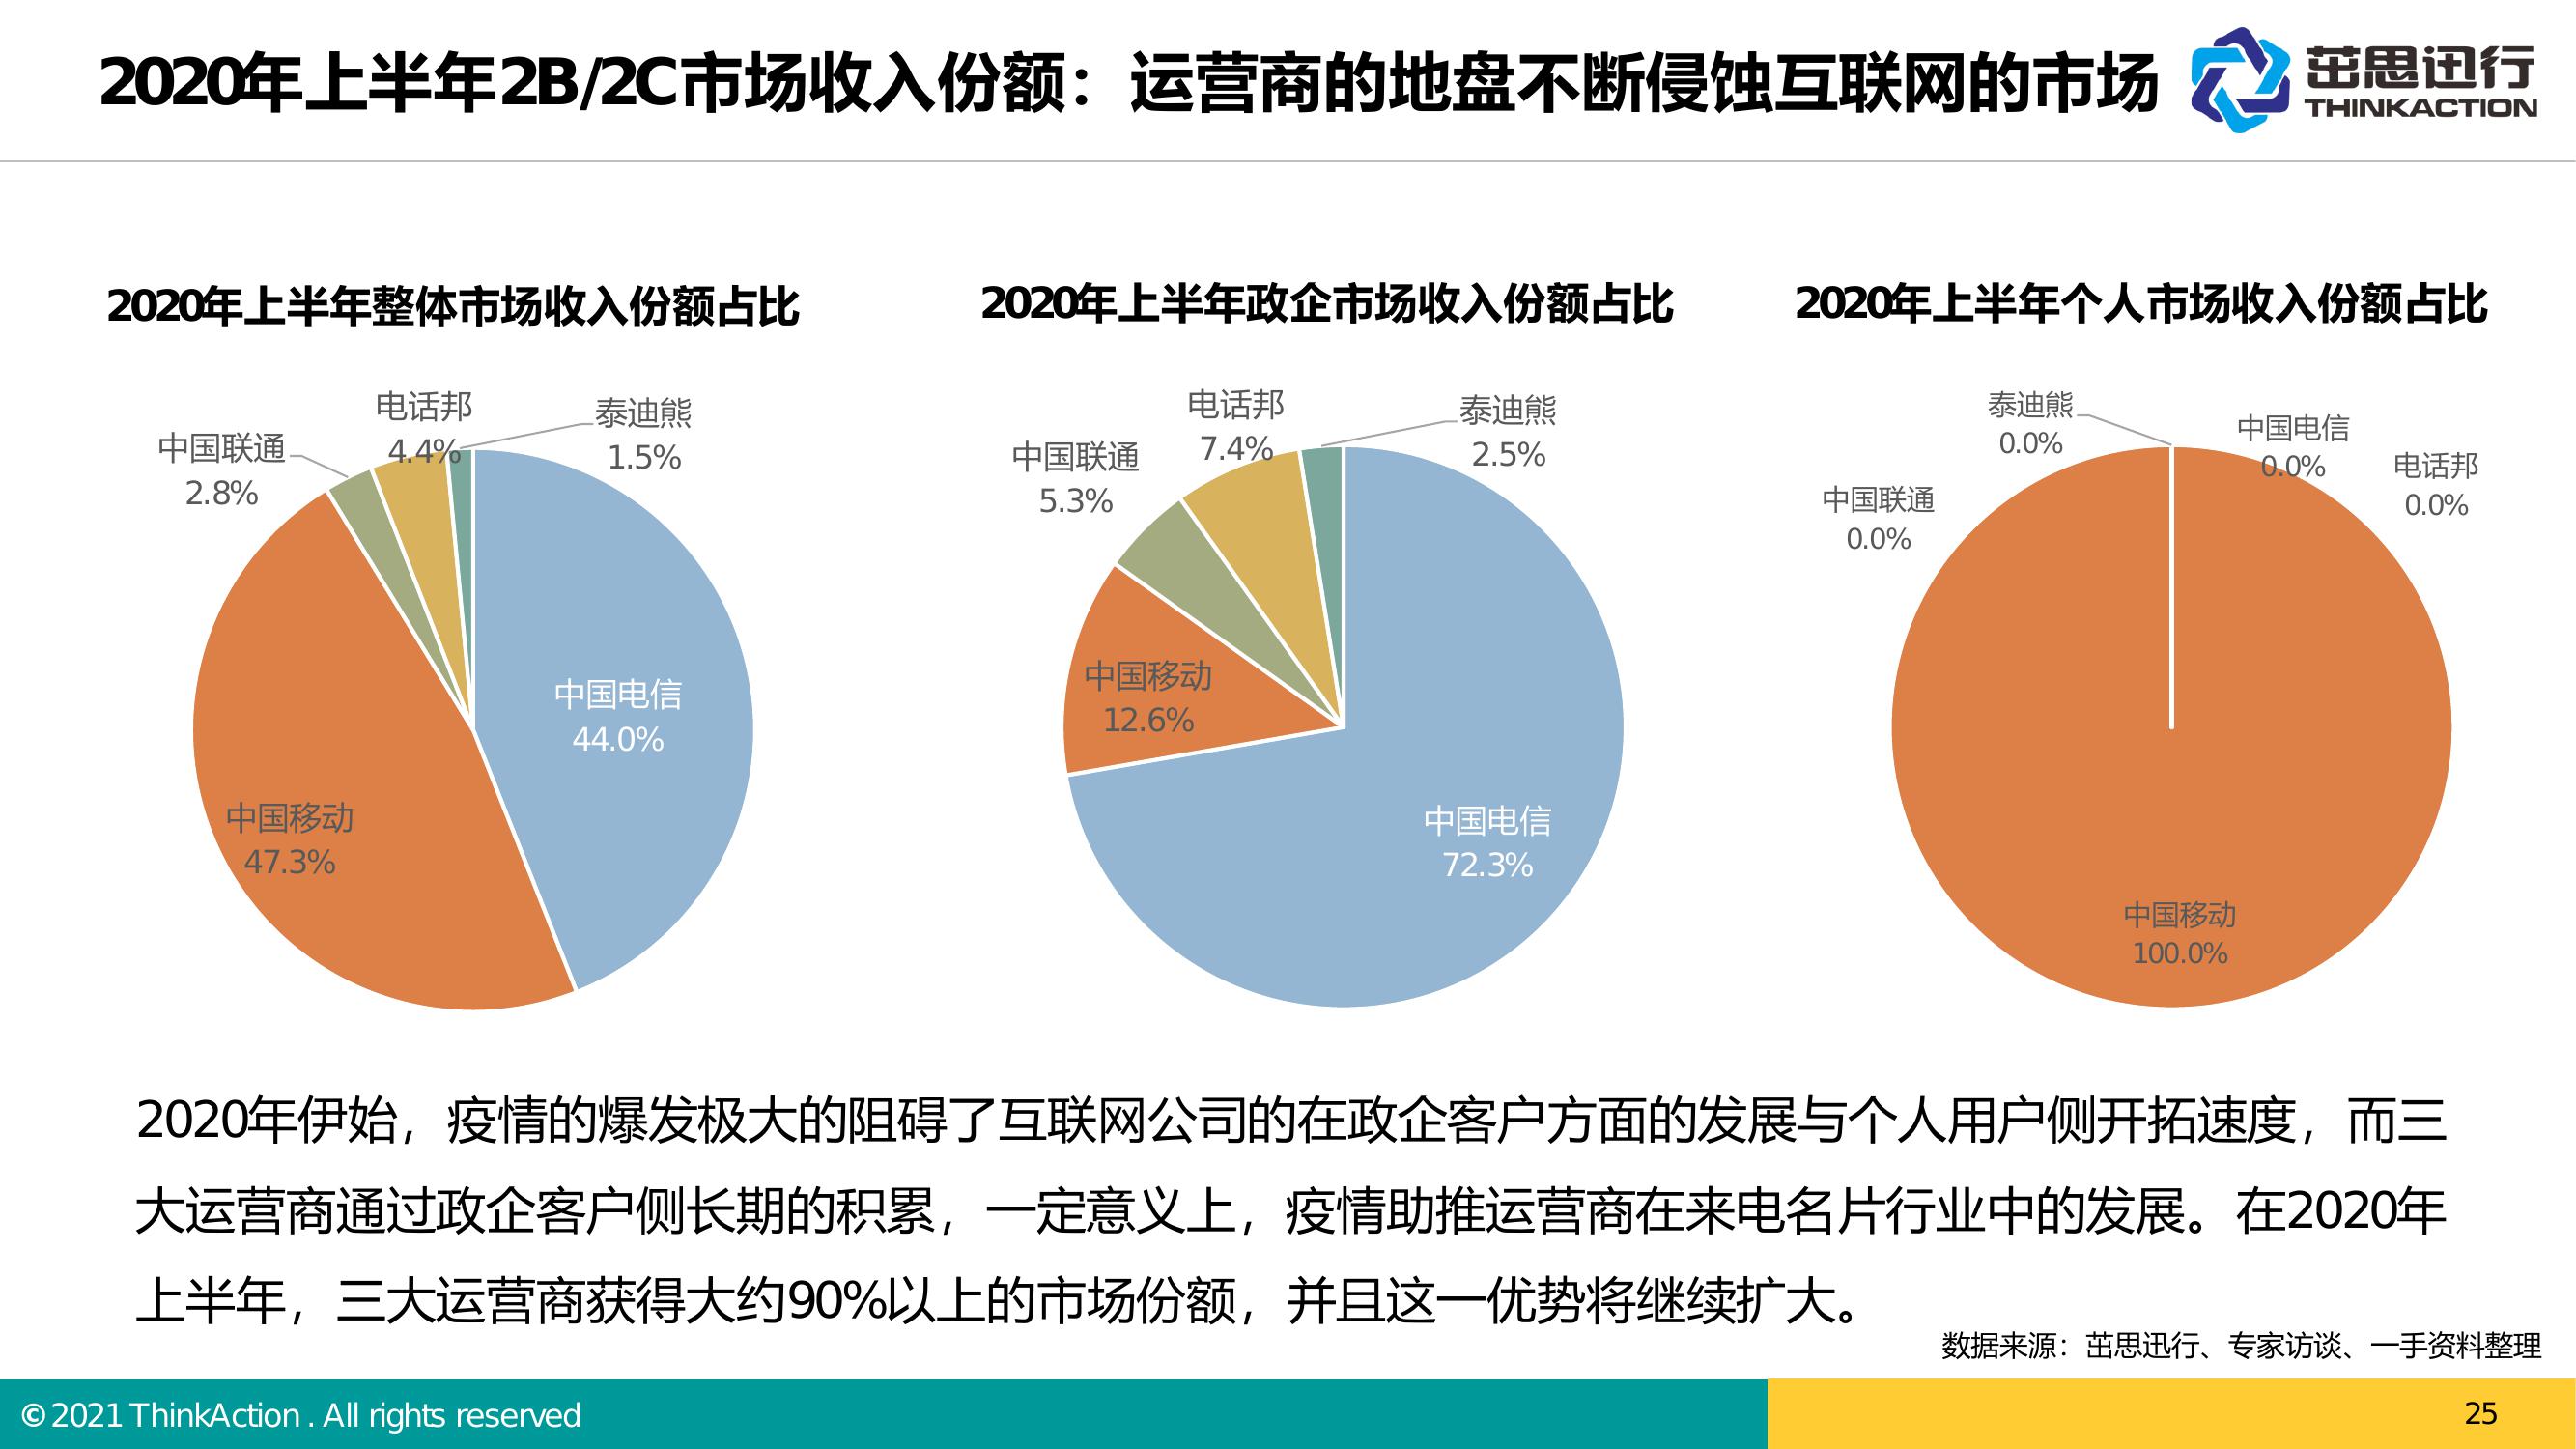 2020年上半年2B/2C市场收入份额：运营商的地盘不断侵蚀互联网的市场
茁思迅行
THINKACTION
2020年上半年整体市场收入份额占比
中国联通
2.8%
电话邦
4.4%
泰迪熊
1.5%
中国电信
44.0%
中国移动
47.3%
2020年上半年政企市场收入份额占比
中国联通
5.3%
电话邦
7.4%
泰迪熊
2.5%
中国移动
12.6%
中国电信
72.3%
2020年上半年个人市场收入份额占比
泰迪熊
0.0%
中国电信
0.0%
电话邦
0.0%
中国联通
0.0%
中国移动
100.0%
2020年伊始，疫情的爆发极大的阻碍了互联网公司的在政企客户方面的发展与个人用户侧开拓速度，而三
大运营商通过政企客户侧长期的积累，一定意义上，疫情助推运营商在来电名片行业中的发展。在2020年
上半年，三大运营商获得大约90%以上的市场份额，并且这一优势将继续扩大。
数据来源：茁思迅行、专家访谈、一手资料整理
© 2021 ThinkAction . All rights reserved
25